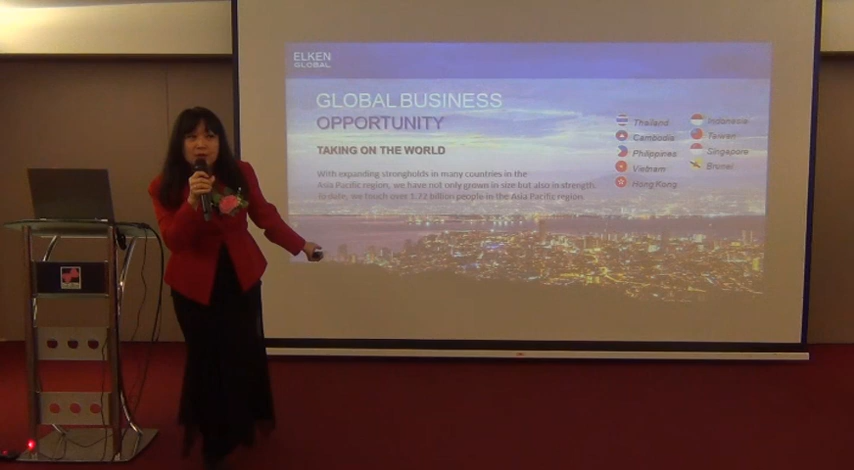 ELKEN
GLOBAL
GLOBAL BUSINESS
OPPORTUNITY
TAKING ON THE WORLD
With expanding strongholds in many countries in the
Asia Pacific region, we have not only grown in size but also in strength.
To date, we touch over 1.72 billion people in the Asia Pacific region.
Thailand
Cambodia
Philippines
Vietnam
Hong Kong
Indonesia
Taiwan
Singapore
Brunei